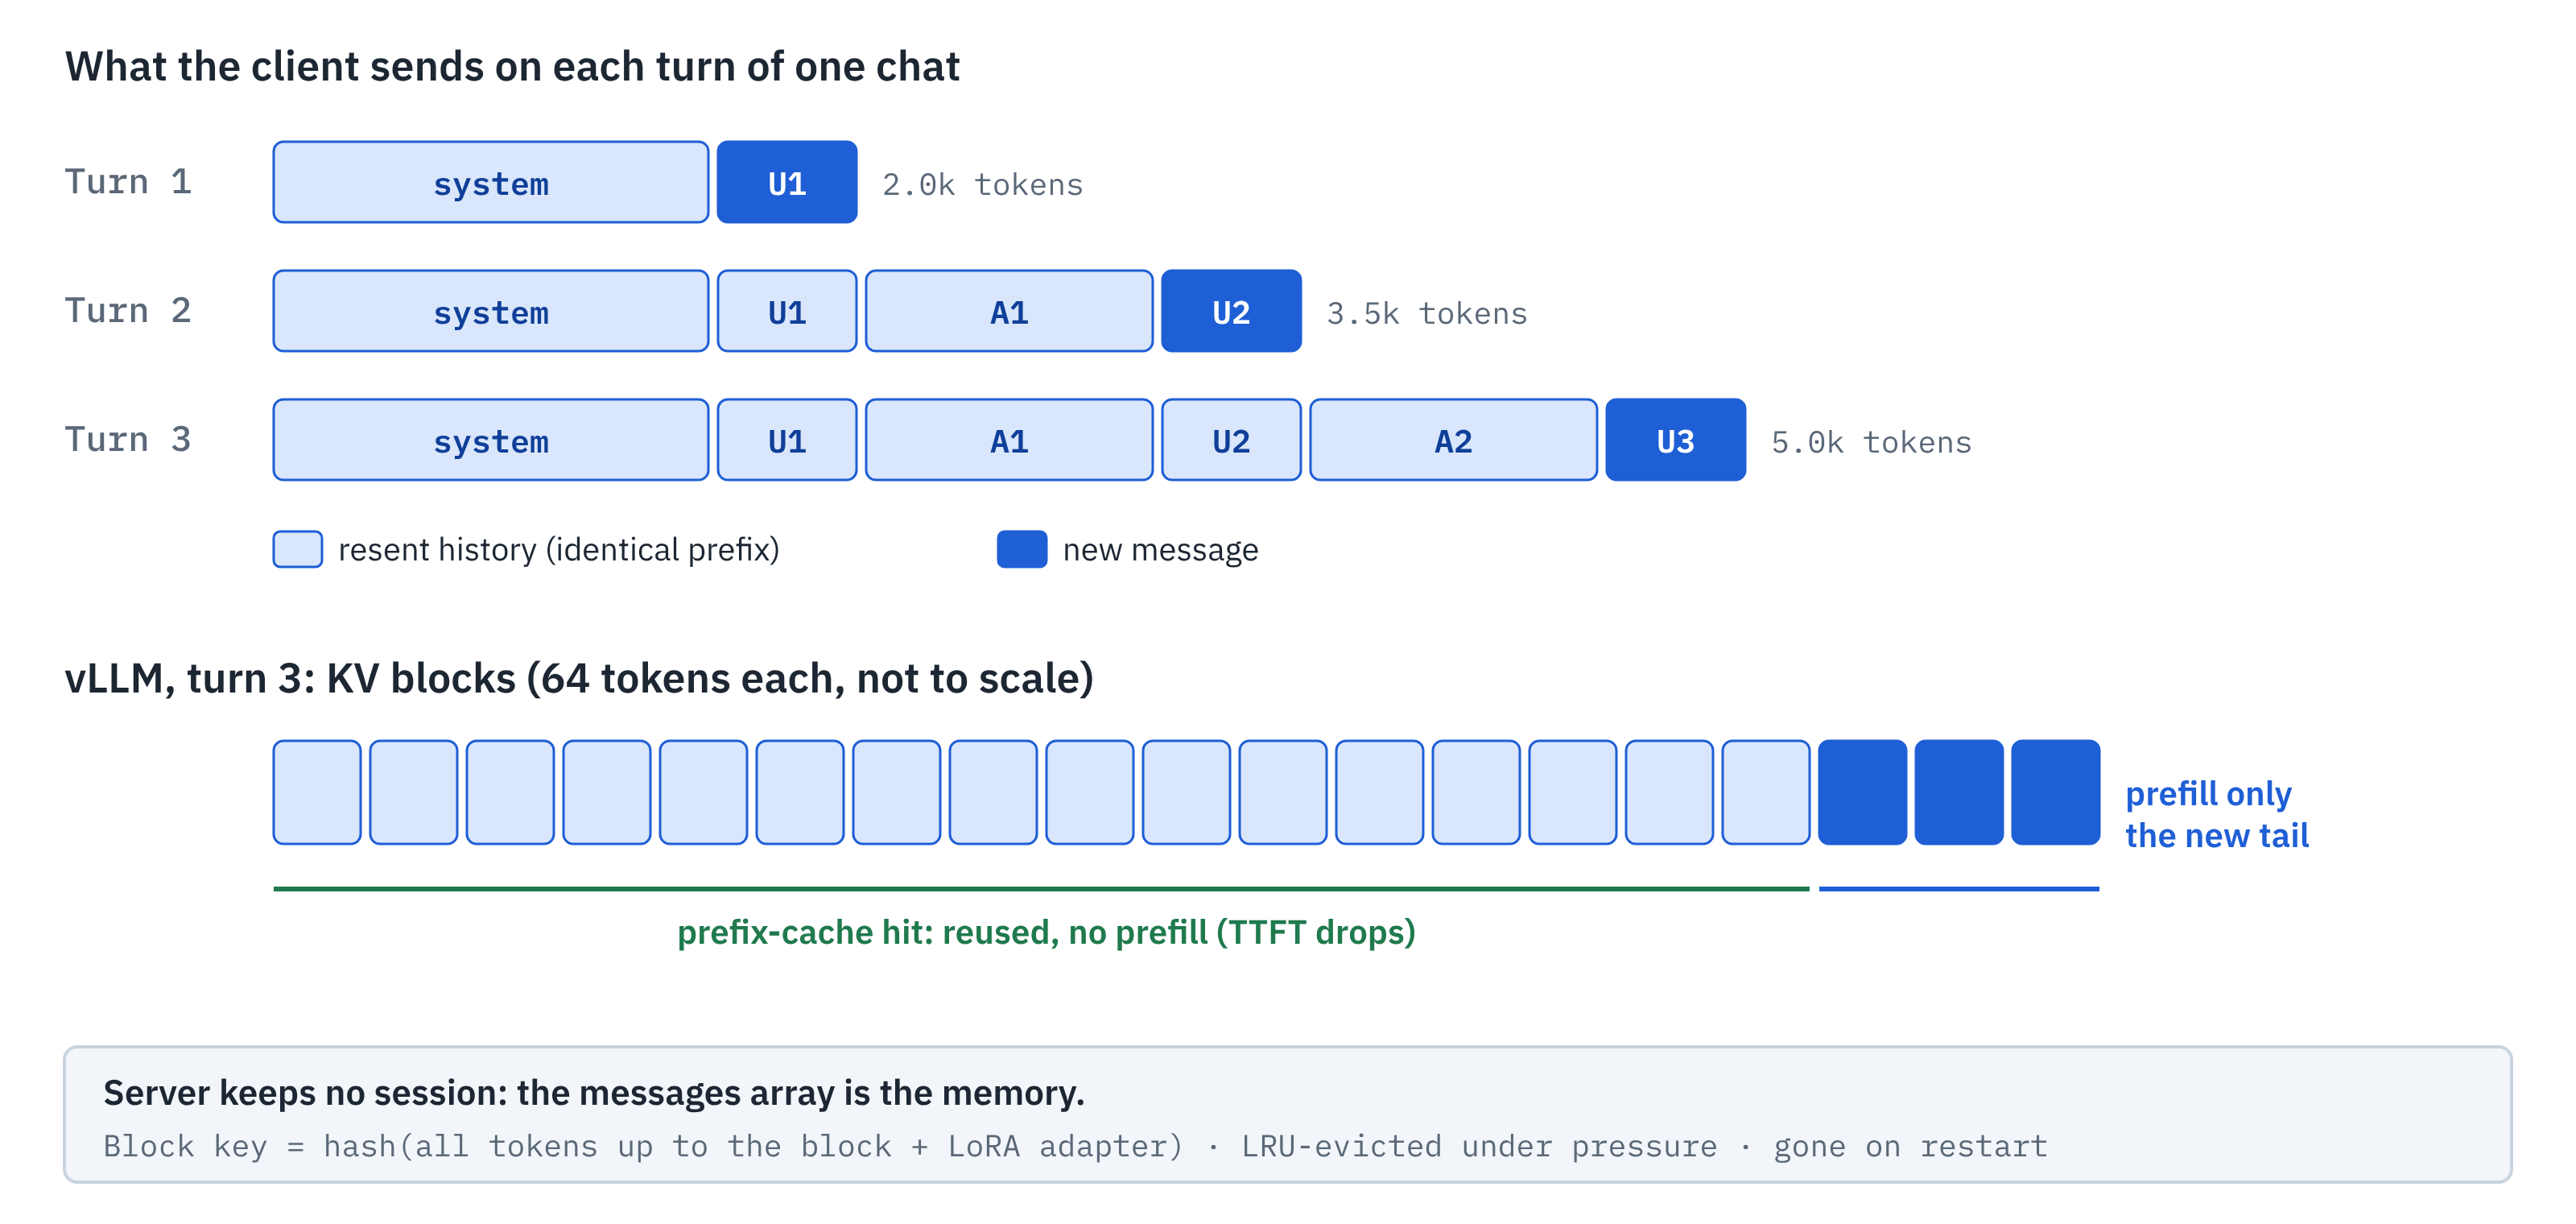 What the client sends on each turn of one chat
Turn 1 system U1 2.0k tokens
Turn 2 system U1 A1 U2 3.5k tokens
Turn 3 system U1 A1 U2 A2 U3 5.0k tokens
resent history (identical prefix) new message
vLLM, turn 3: KV blocks (64 tokens each, not to scale)
prefill only
the new tail
prefix-cache hit: reused, no prefill (TTFT drops)
Server keeps no session: the messages array is the memory.
Block key = hash(all tokens up to the block + LoRA adapter) · LRU-evicted under pressure · gone on restart